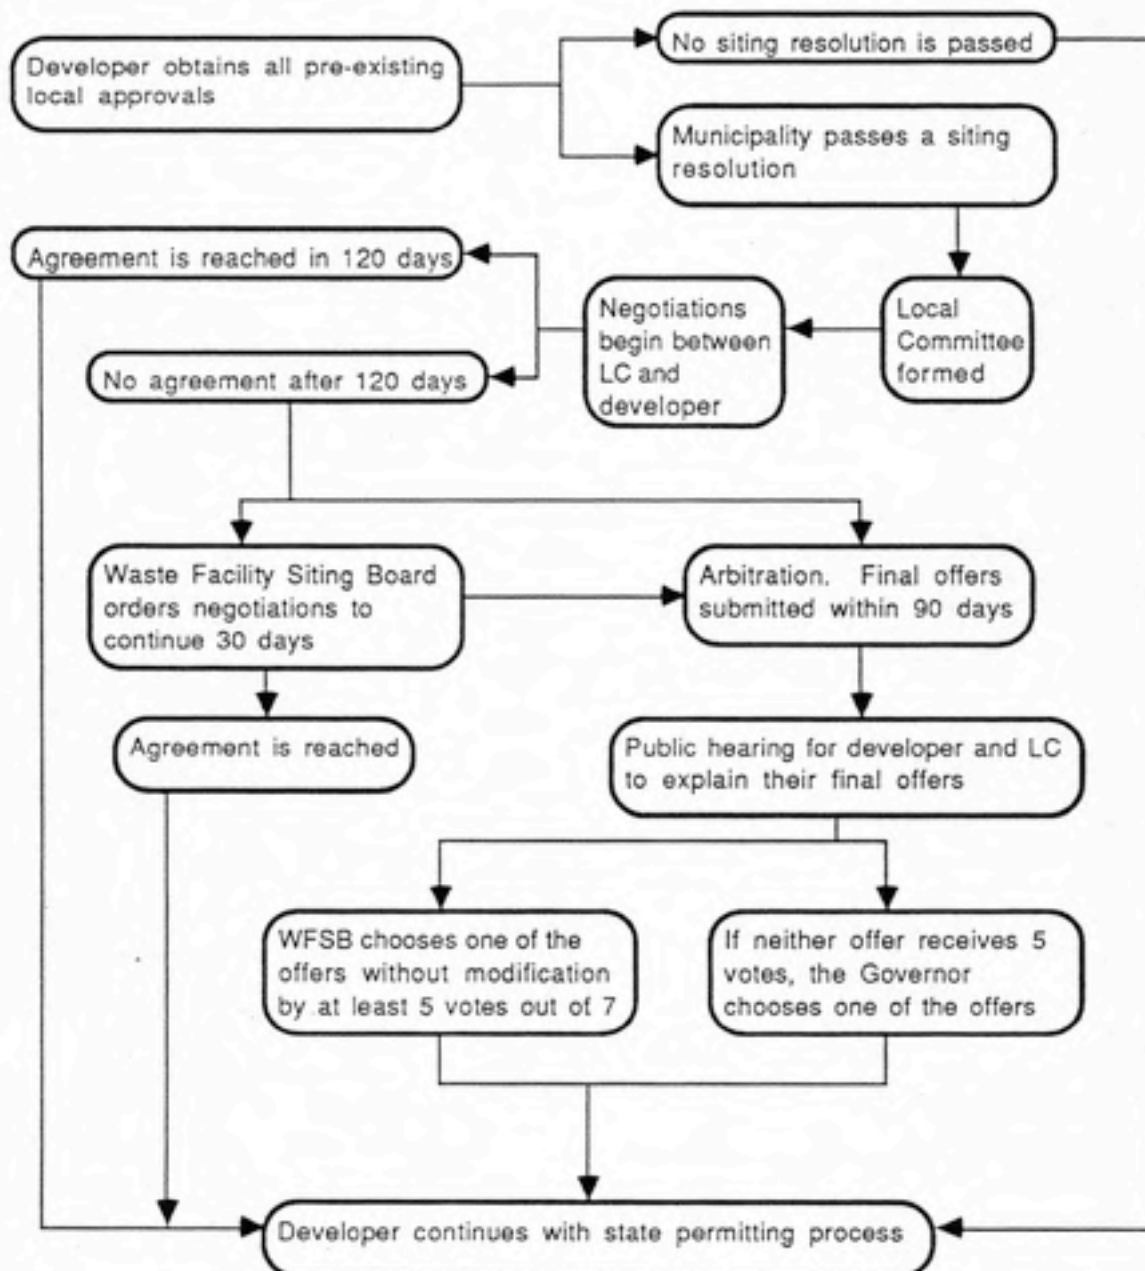 No siting resolution is passed
Developer obtains all pre-existing
local approvals
Municipality passes a siting
resolution
Agreement is reached in 120 days
Negotiations
begin between
LC and
developer
Local
Committee
formed
No agreement after 120 days
Waste Facility Siting Board
orders negotiations to
continue 30 days
Arbitration. Final offers
submitted within 90 days
Agreement is reached
Public hearing for developer and LC
to explain their final offers
WFSB chooses one of the
offers without modification
by at least 5 votes out of 7
If neither offer receives 5
votes, the Governor
chooses one of the offers
Developer continues with state permitting process